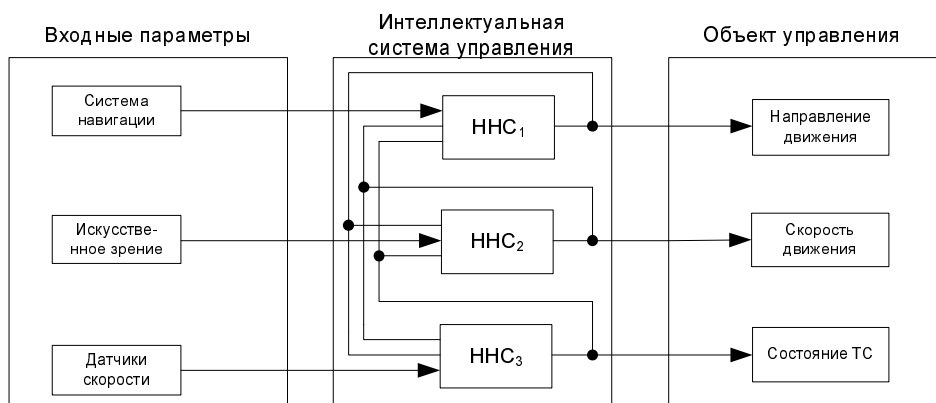 Входные параметры
Интеллектуальная
система управления
Объект управления
Система
навигации
ННС1
Направление
движения
Искусстве-
нное зрение
ННС2
Скорость
движения
Датчики
скорости
ННС3
Состояние ТС